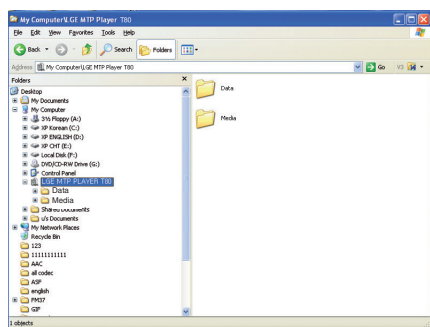 My Computer\LGE MTP Player T80
File Edit View Favorites Tools Help
Back Search Folders
Address My Computer\LGE MTP Player T80 Go V3
Folders
Desktop
My Documents
My Computer
3½ Floppy (A:)
XP Korean (C:)
XP ENGLISH (D:)
XP CHT (E:)
Local Disk (F:)
DVD/CD-RW Drive (G:)
Control Panel
LGE MTP PLAYER T80
Data
Media
Shared Documents
u's Documents
My Network Places
Recycle Bin
123
11111111111
AAC
all codec
ASF
english
FM37
GIF
Data
Media
objects